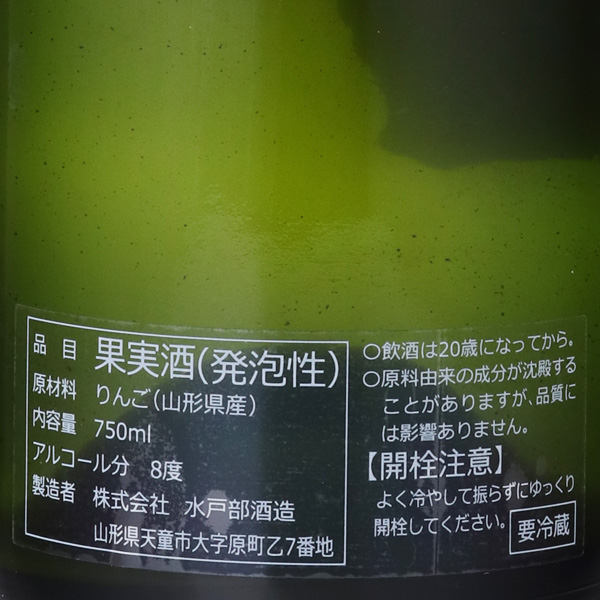 品目 果実酒(発泡性)
原材料 りんご(山形県産)
内容量 750ml
アルコール分 8度
製造者 株式会社 水戸部酒造
山形県天童市大字原町乙7番地
○飲酒は20歳になってから。
○原料由来の成分が沈殿する
ことがありますが、品質に
は影響ありません。
【開栓注意】
よく冷やして振らずにゆっくり
開栓してください。
要冷蔵